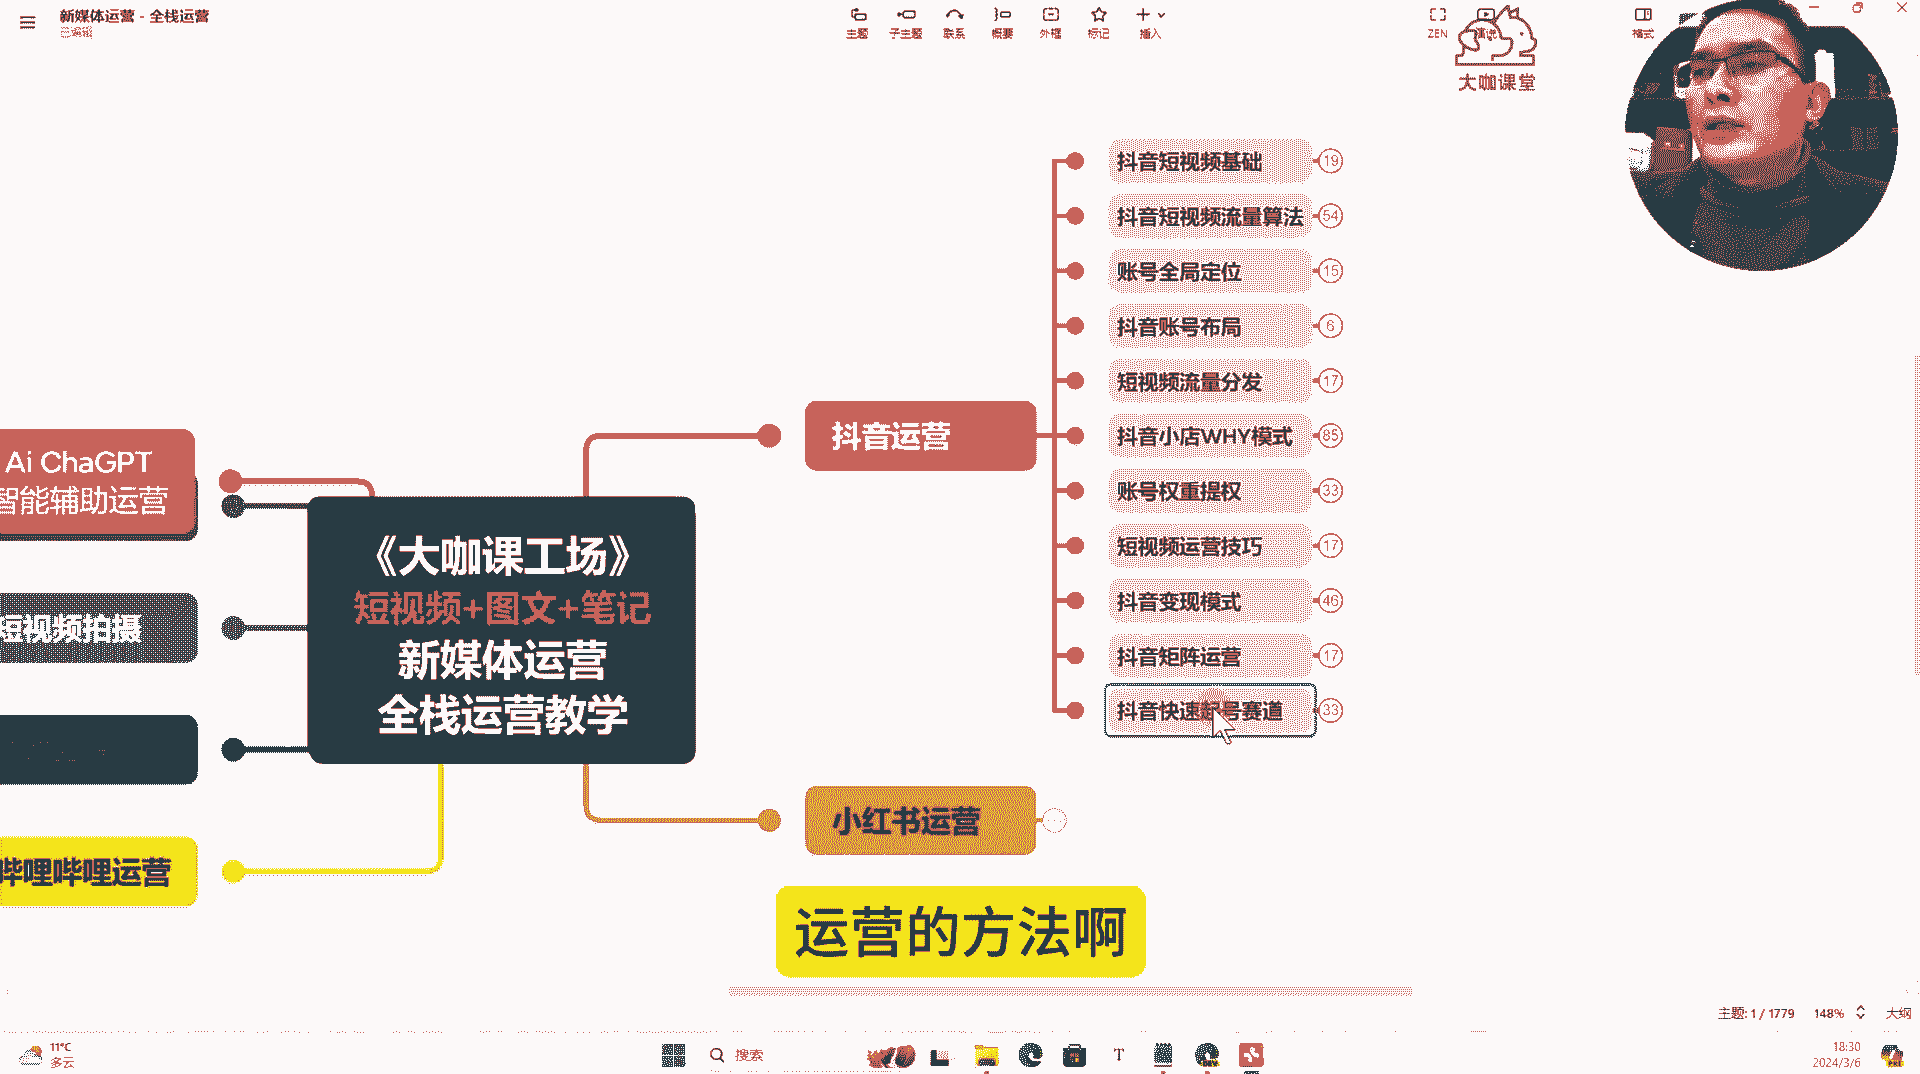 新媒体运营 - 全栈运营
已编辑
主题
子主题
联系
概要
外框
标记
插入
ZEN
格式
大咖课堂
抖音短视频基础 19
抖音短视频流量算法 54
账号全局定位 15
抖音账号布局 6
短视频流量分发 17
抖音小店WHY模式 85
账号权重提权 33
短视频运营技巧 17
抖音变现模式 46
抖音矩阵运营 17
抖音快速起号赛道 33
抖音运营
Ai ChaGPT
智能辅助运营
《大咖课工场》
短视频+图文+笔记
新媒体运营
全栈运营教学
短视频拍摄
小红书运营
哔哩哔哩运营
运营的方法啊
主题: 1 / 1779
148%
大纲
11°C
多云
搜索
18:30
2024/3/6